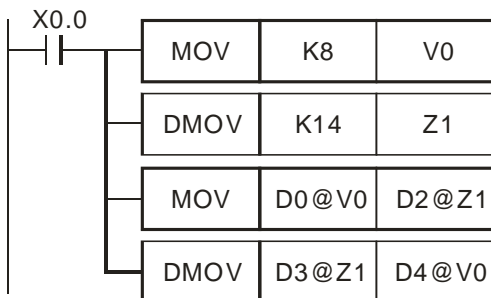 X0.0
MOV K8 V0
DMOV K14 Z1
MOV D0@V0 D2@Z1
DMOV D3@Z1 D4@V0